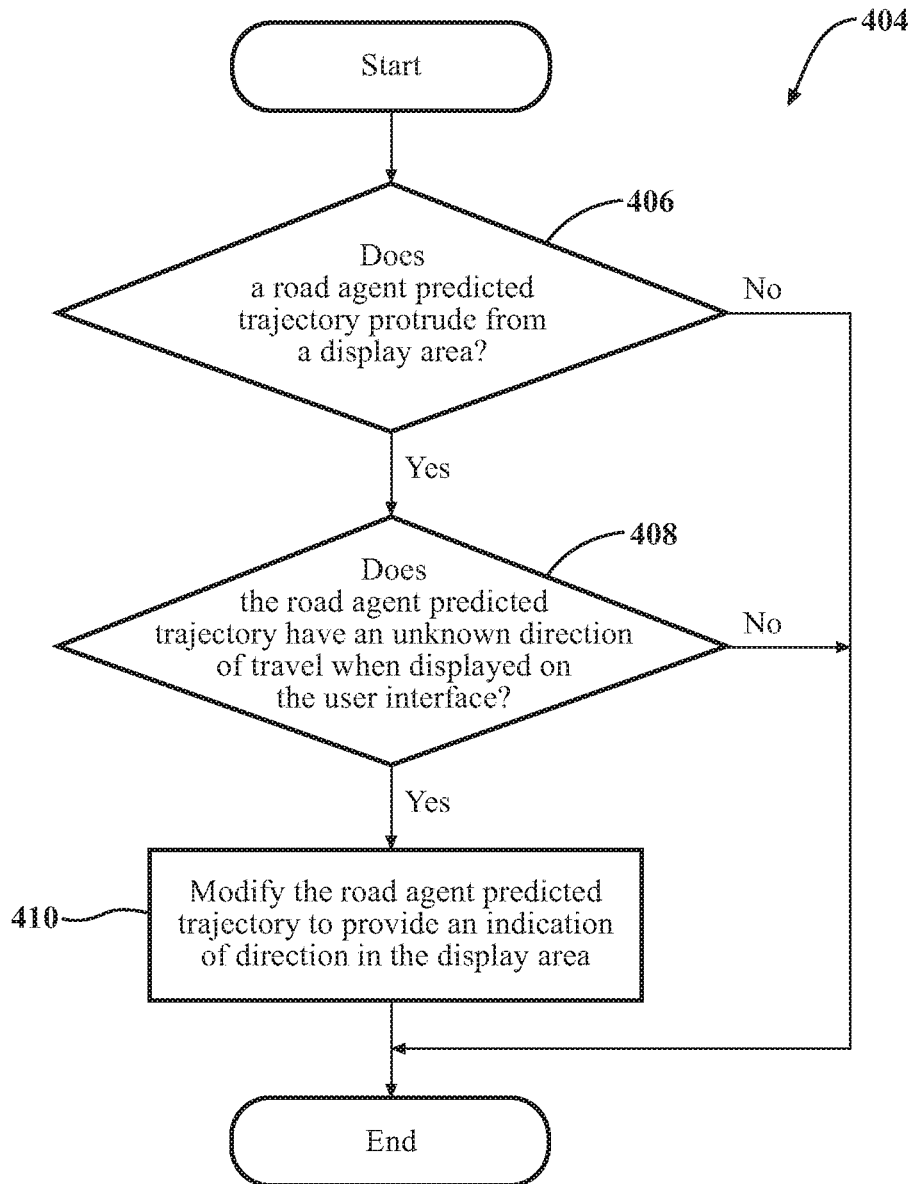 404
Start
406
Does
a road agent predicted
trajectory protrude from
a display area?
No
Yes
408
Does
the road agent predicted
trajectory have an unknown direction
of travel when displayed on
the user interface?
No
Yes
410
Modify the road agent predicted
trajectory to provide an indication
of direction in the display area
End